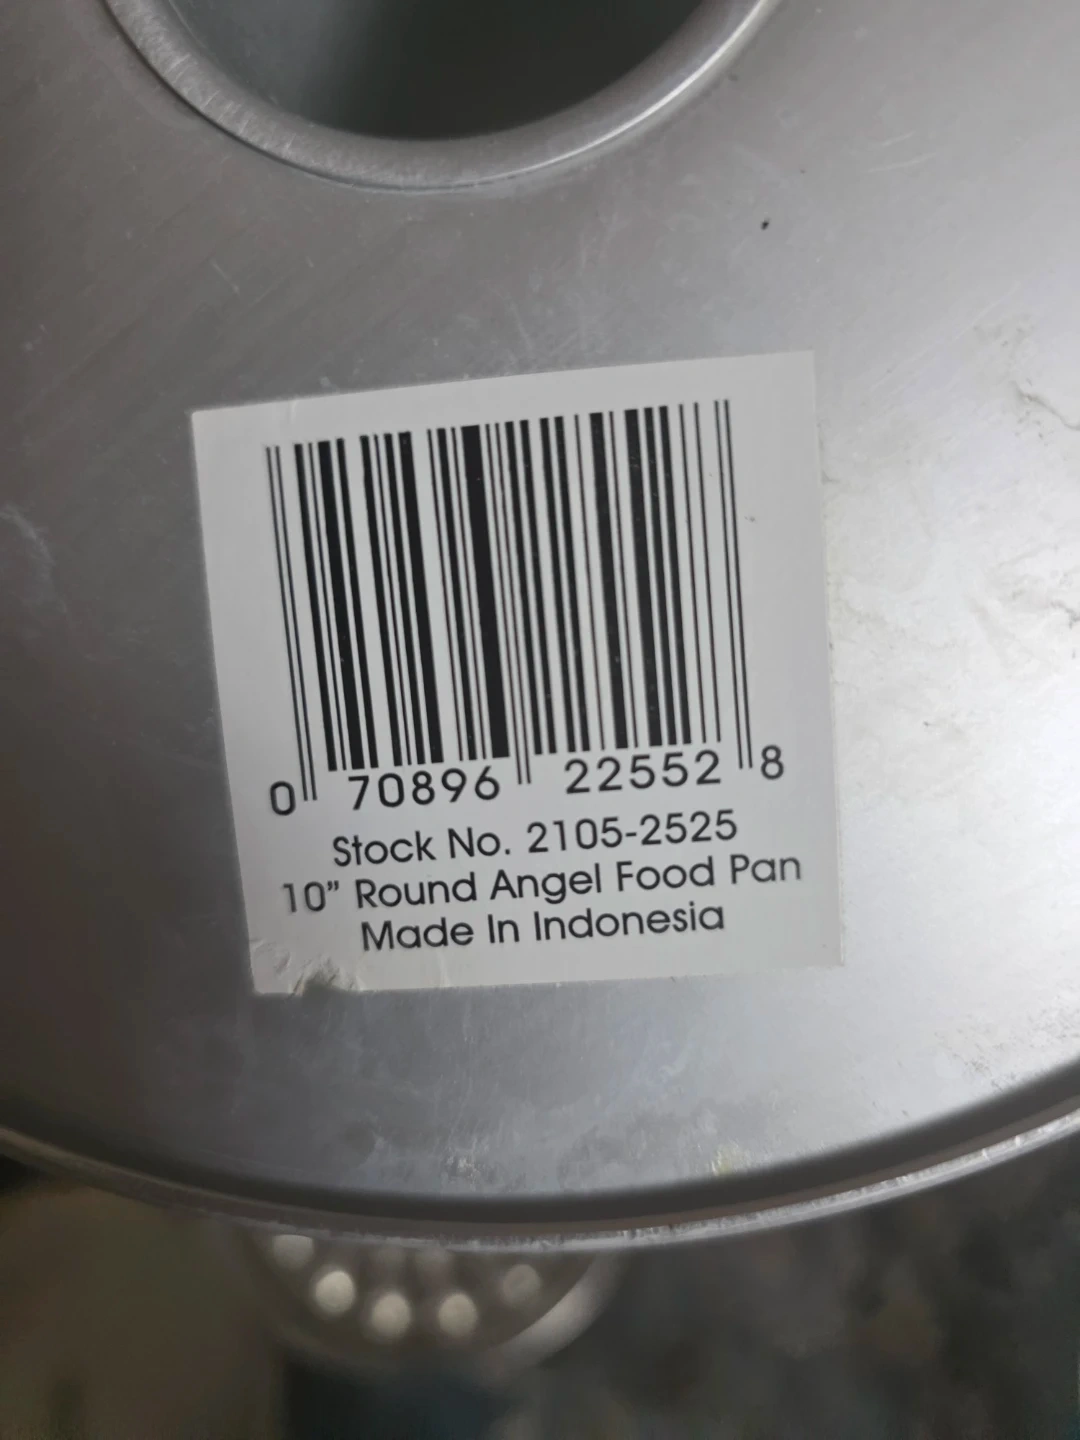 0 70896 22552 8
Stock No. 2105-2525
10” Round Angel Food Pan
Made In Indonesia